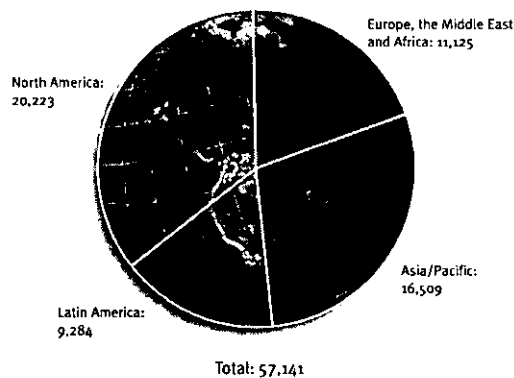 Europe, the Middle East
and Africa: 11,125
North America:
20,223
Asia/Pacific:
16,509
Latin America:
9,284
Total: 57,141